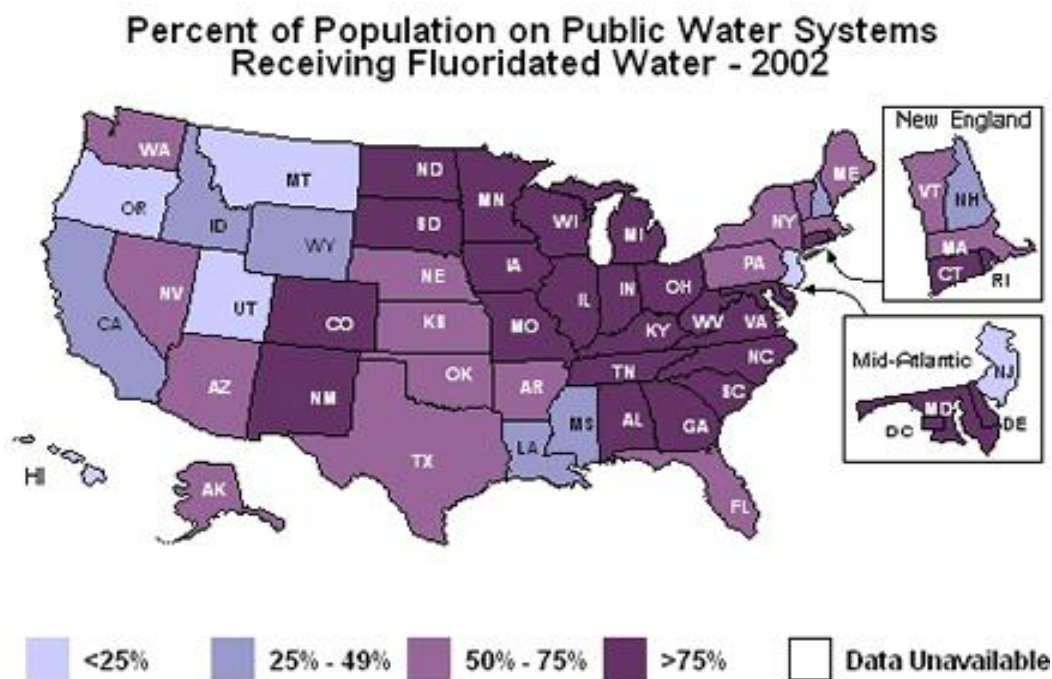 Percent of Population on Public Water Systems
Receiving Fluoridated Water - 2002
New England
WA
MT
ND
MN
ME
VT
NH
OR
ID
SD
WI
MI
NY
MA
WY
IA
PA
CT
RI
NV
UT
NE
IL
IN
OH
CA
CO
KS
MO
KY
WV
VA
Mid-Atlantic
NJ
AZ
NM
OK
AR
TN
NC
SC
MD
DC
DE
MS
AL
GA
LA
TX
HI
AK
FL
<25%
25% - 49%
50% - 75%
>75%
Data Unavailable